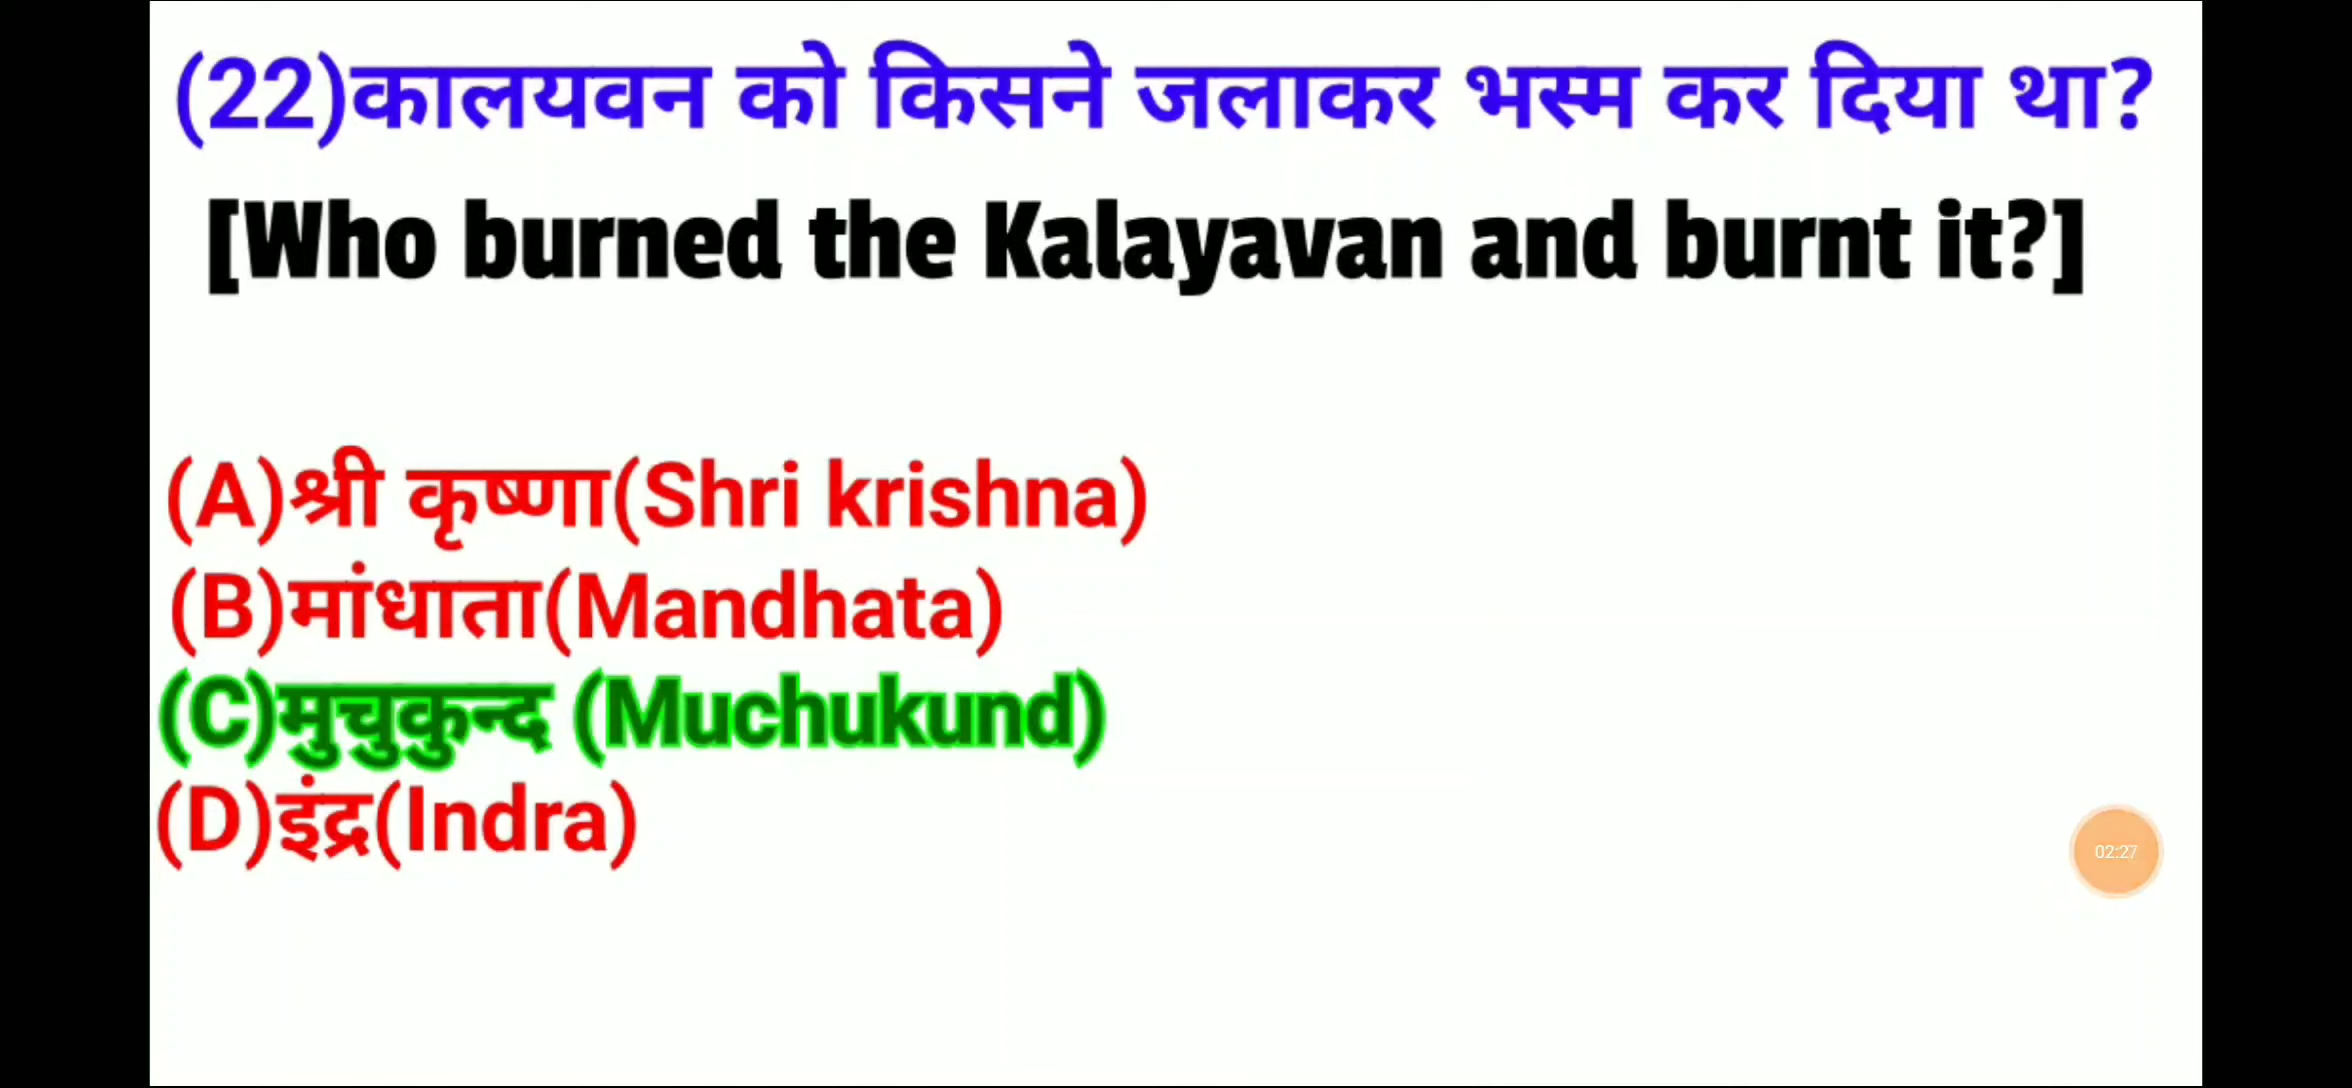 (22)कालयवन को किसने जलाकर भस्म कर दिया था?
[Who burned the Kalayavan and burnt it?]
(A)श्री कृष्णा(Shri krishna)
(B)मांधाता(Mandhata)
(C)मुचुकुन्द (Muchukund)
(D)इंद्र(Indra)
02:27